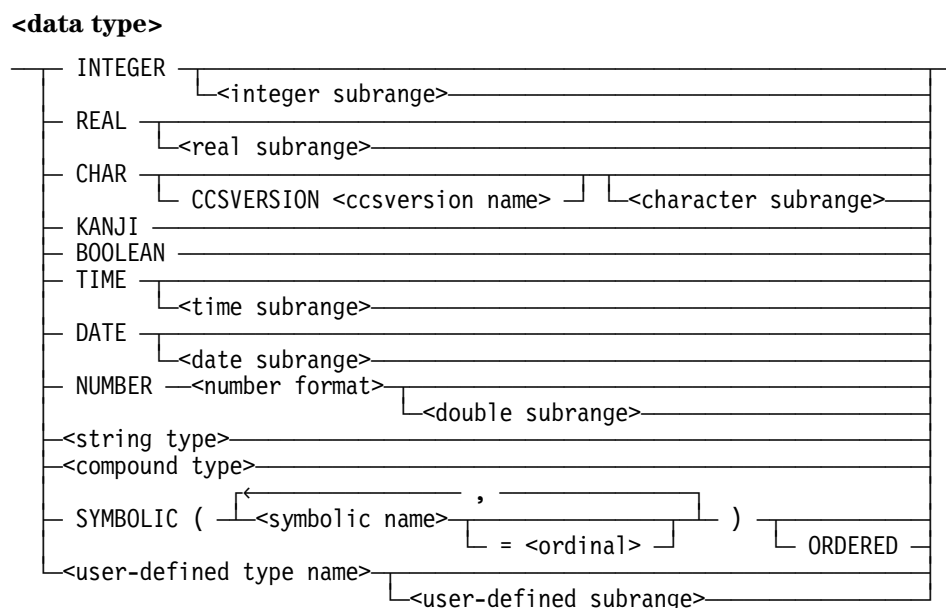 <data type>
INTEGER
<integer subrange>
REAL
<real subrange>
CHAR
CCSVERSION <ccsversion name> <character subrange>
KANJI
BOOLEAN
TIME
<time subrange>
DATE
<date subrange>
NUMBER <number format>
<double subrange>
<string type>
<compound type>
,
SYMBOLIC ( <symbolic name> )
= <ordinal> ORDERED
<user-defined type name>
<user-defined subrange>